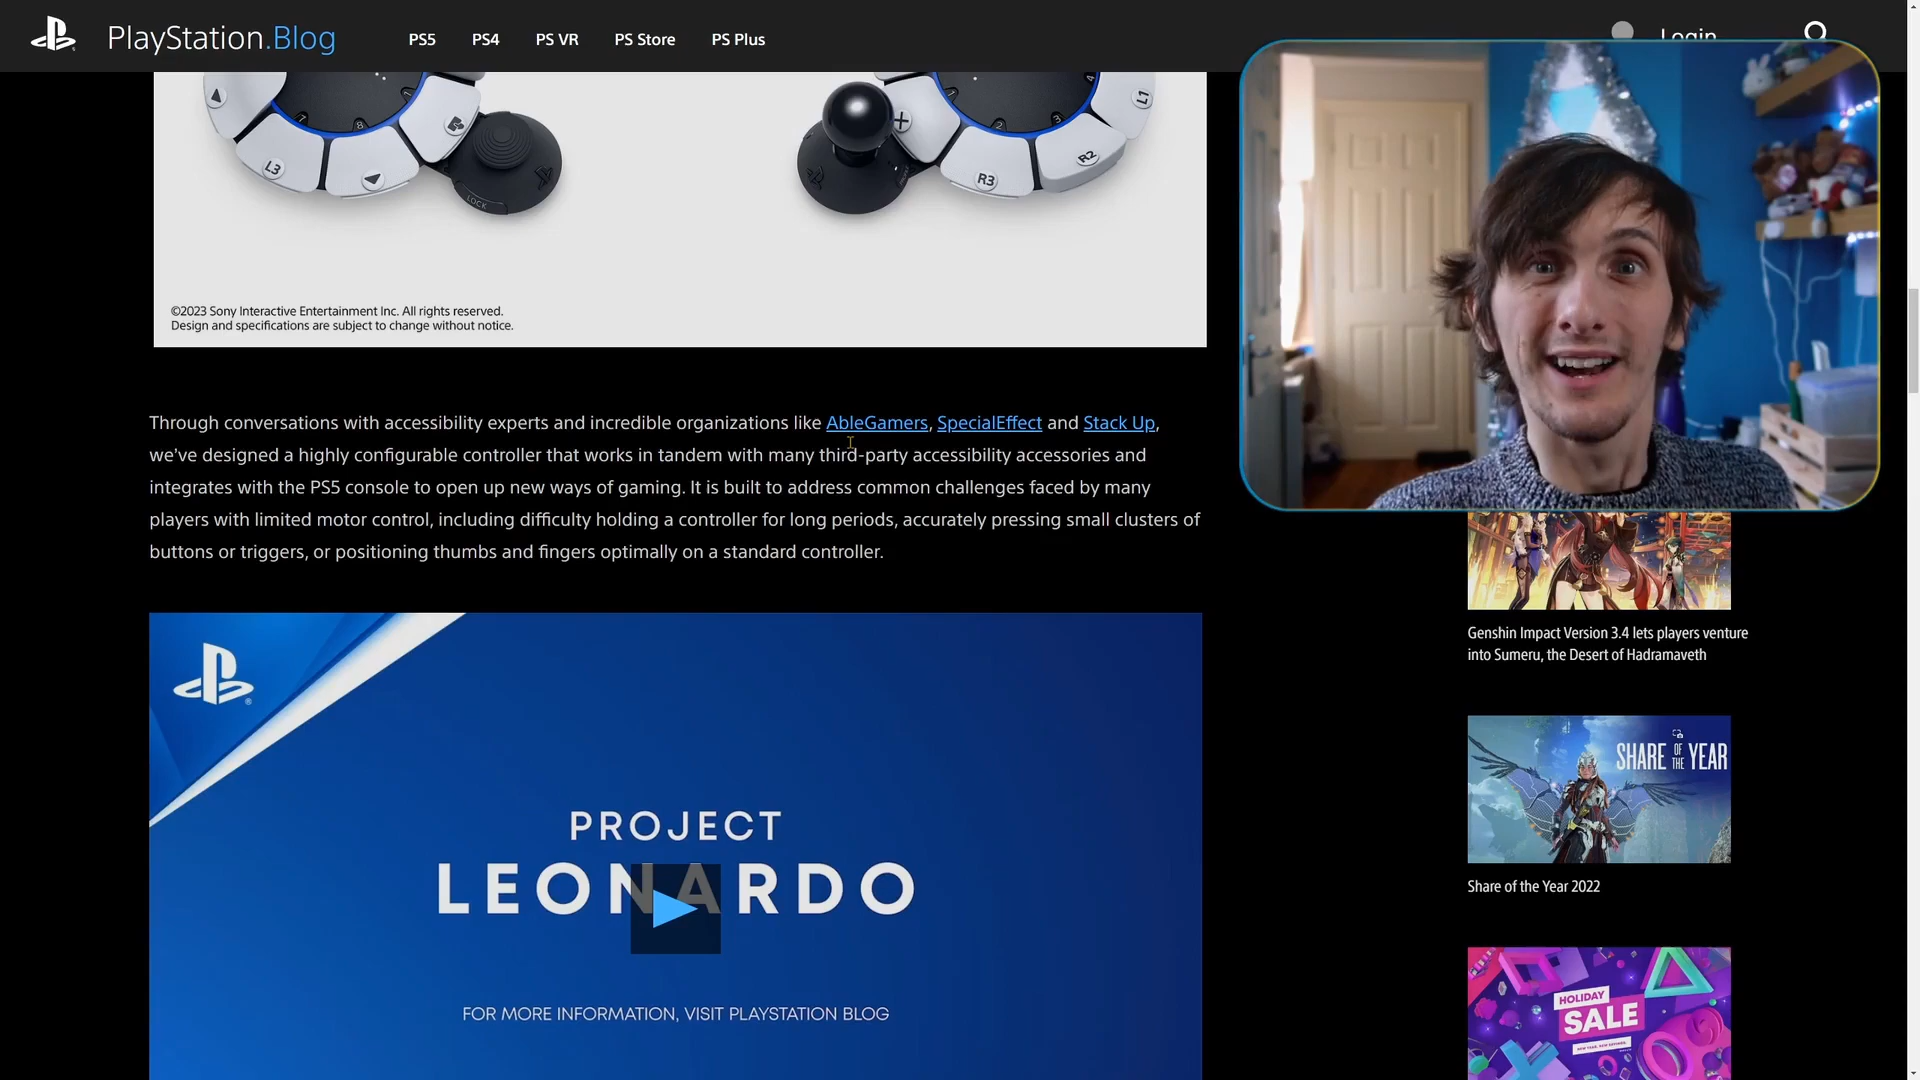 PlayStation.Blog
PS5 PS4 PS VR PS Store PS Plus
Login
L3
LOCK
7
8
L1
R2
R3
1
2
3
©2023 Sony Interactive Entertainment Inc. All rights reserved.
Design and specifications are subject to change without notice.
Through conversations with accessibility experts and incredible organizations like AbleGamers, SpecialEffect and Stack Up,
we’ve designed a highly configurable controller that works in tandem with many third-party accessibility accessories and
integrates with the PS5 console to open up new ways of gaming. It is built to address common challenges faced by many
players with limited motor control, including difficulty holding a controller for long periods, accurately pressing small clusters of
buttons or triggers, or positioning thumbs and fingers optimally on a standard controller.
PROJECT
LEONARDO
FOR MORE INFORMATION, VISIT PLAYSTATION BLOG
Genshin Impact Version 3.4 lets players venture
into Sumeru, the Desert of Hadramaveth
SHARE OF THE YEAR
Share of the Year 2022
HOLIDAY
SALE